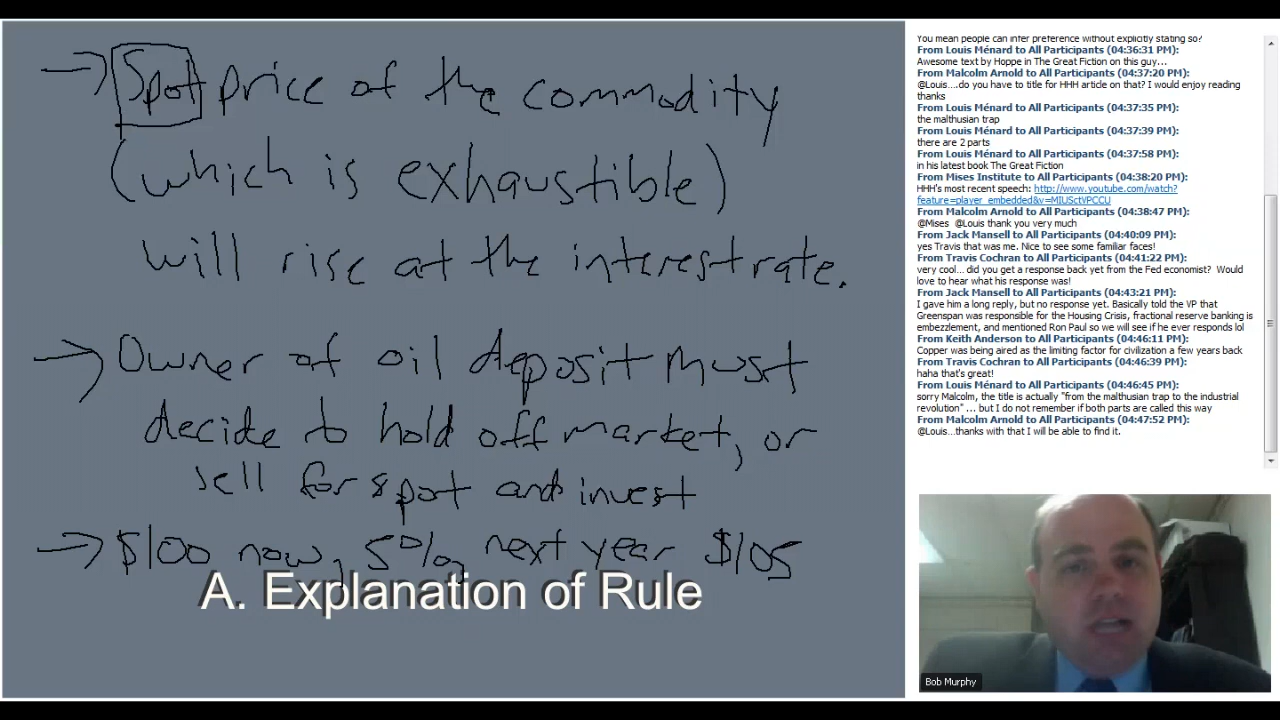 → Spot price of the commodity
(which is exhaustible)
will rise at the interest rate.
→ Owner of oil deposit must
decide to hold off market, or
sell for spot and invest
→ $100 now, 5%, next year $105
A. Explanation of Rule
You mean people can infer preference without explicitly stating so?
From Louis Ménard to All Participants (04:36:31 PM):
Awesome text by Hoppe in The Great Fiction on this guy...
From Malcolm Arnold to All Participants (04:37:20 PM):
@Louis....do you have to title for HHH article on that? I would enjoy reading
thanks
From Louis Ménard to All Participants (04:37:35 PM):
the malthusian trap
From Louis Ménard to All Participants (04:37:39 PM):
there are 2 parts
From Louis Ménard to All Participants (04:37:58 PM):
in his latest book The Great Fiction
From Mises Institute to All Participants (04:38:20 PM):
HHH's most recent speech: http://www.youtube.com/watch?
feature=player_embedded&v=MIUSctVPCCU
From Malcolm Arnold to All Participants (04:38:47 PM):
@Mises @Louis thank you very much
From Jack Mansell to All Participants (04:40:09 PM):
yes Travis that was me. Nice to see some familiar faces!
From Travis Cochran to All Participants (04:41:22 PM):
very cool... did you get a response back yet from the Fed economist? Would
love to hear what his response was!
From Jack Mansell to All Participants (04:43:21 PM):
I gave him a long reply, but no response yet. Basically told the VP that
Greenspan was responsible for the Housing Crisis, fractional reserve banking is
embezzlement, and mentioned Ron Paul so we will see if he ever responds lol
From Keith Anderson to All Participants (04:46:11 PM):
Copper was being aired as the limiting factor for civilization a few years back
From Travis Cochran to All Participants (04:46:39 PM):
haha that's great!
From Louis Ménard to All Participants (04:46:45 PM):
sorry Malcolm, the title is actually "from the malthusian trap to the industrial
revolution" ... but I do not remember if both parts are called this way
From Malcolm Arnold to All Participants (04:47:52 PM):
@Louis...thanks with that I will be able to find it.
Bob Murphy